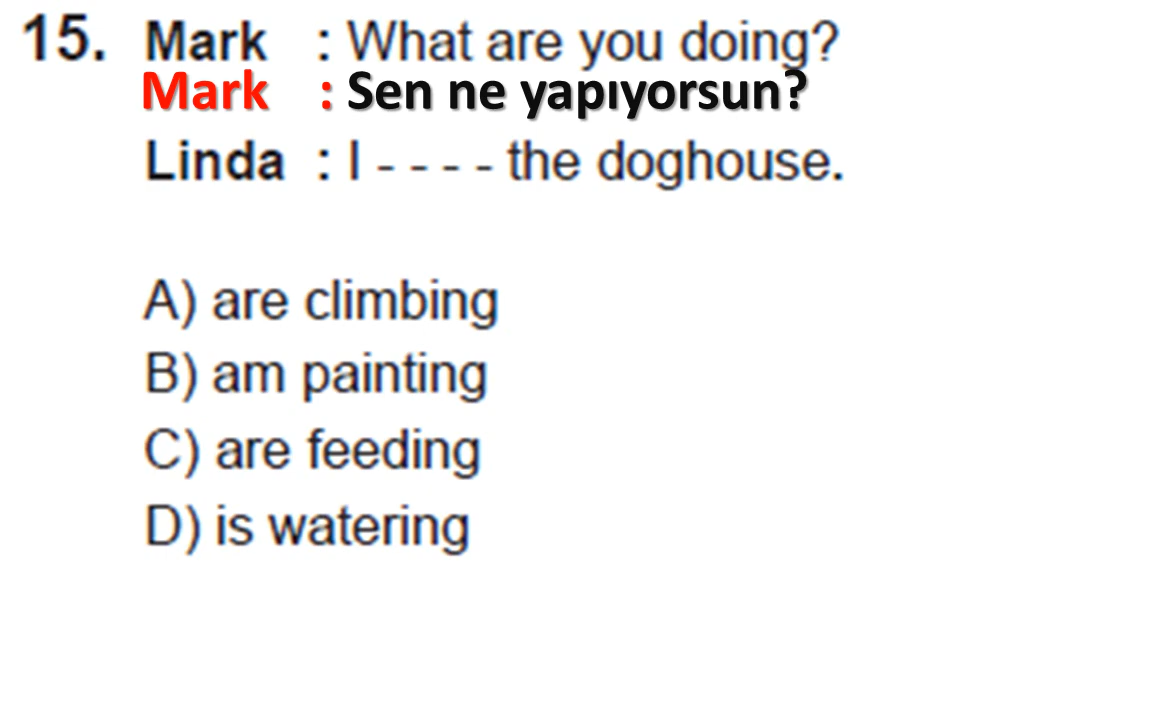 15. Mark : What are you doing?
Mark : Sen ne yapıyorsun?
Linda : I - - - - the doghouse.
A) are climbing
B) am painting
C) are feeding
D) is watering